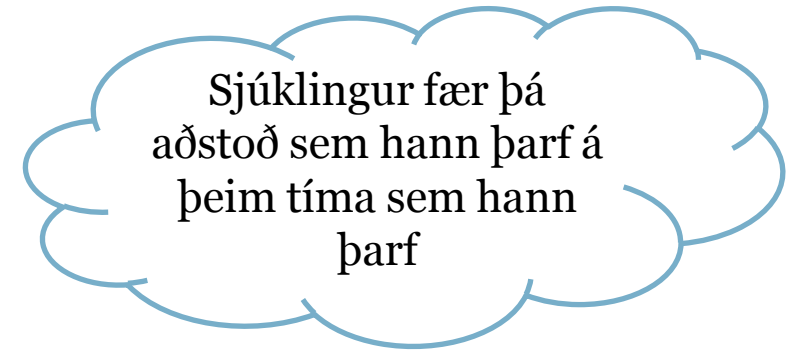 Sjúklingur fær þá
aðstoð sem hann þarf á
þeim tíma sem hann
þarf